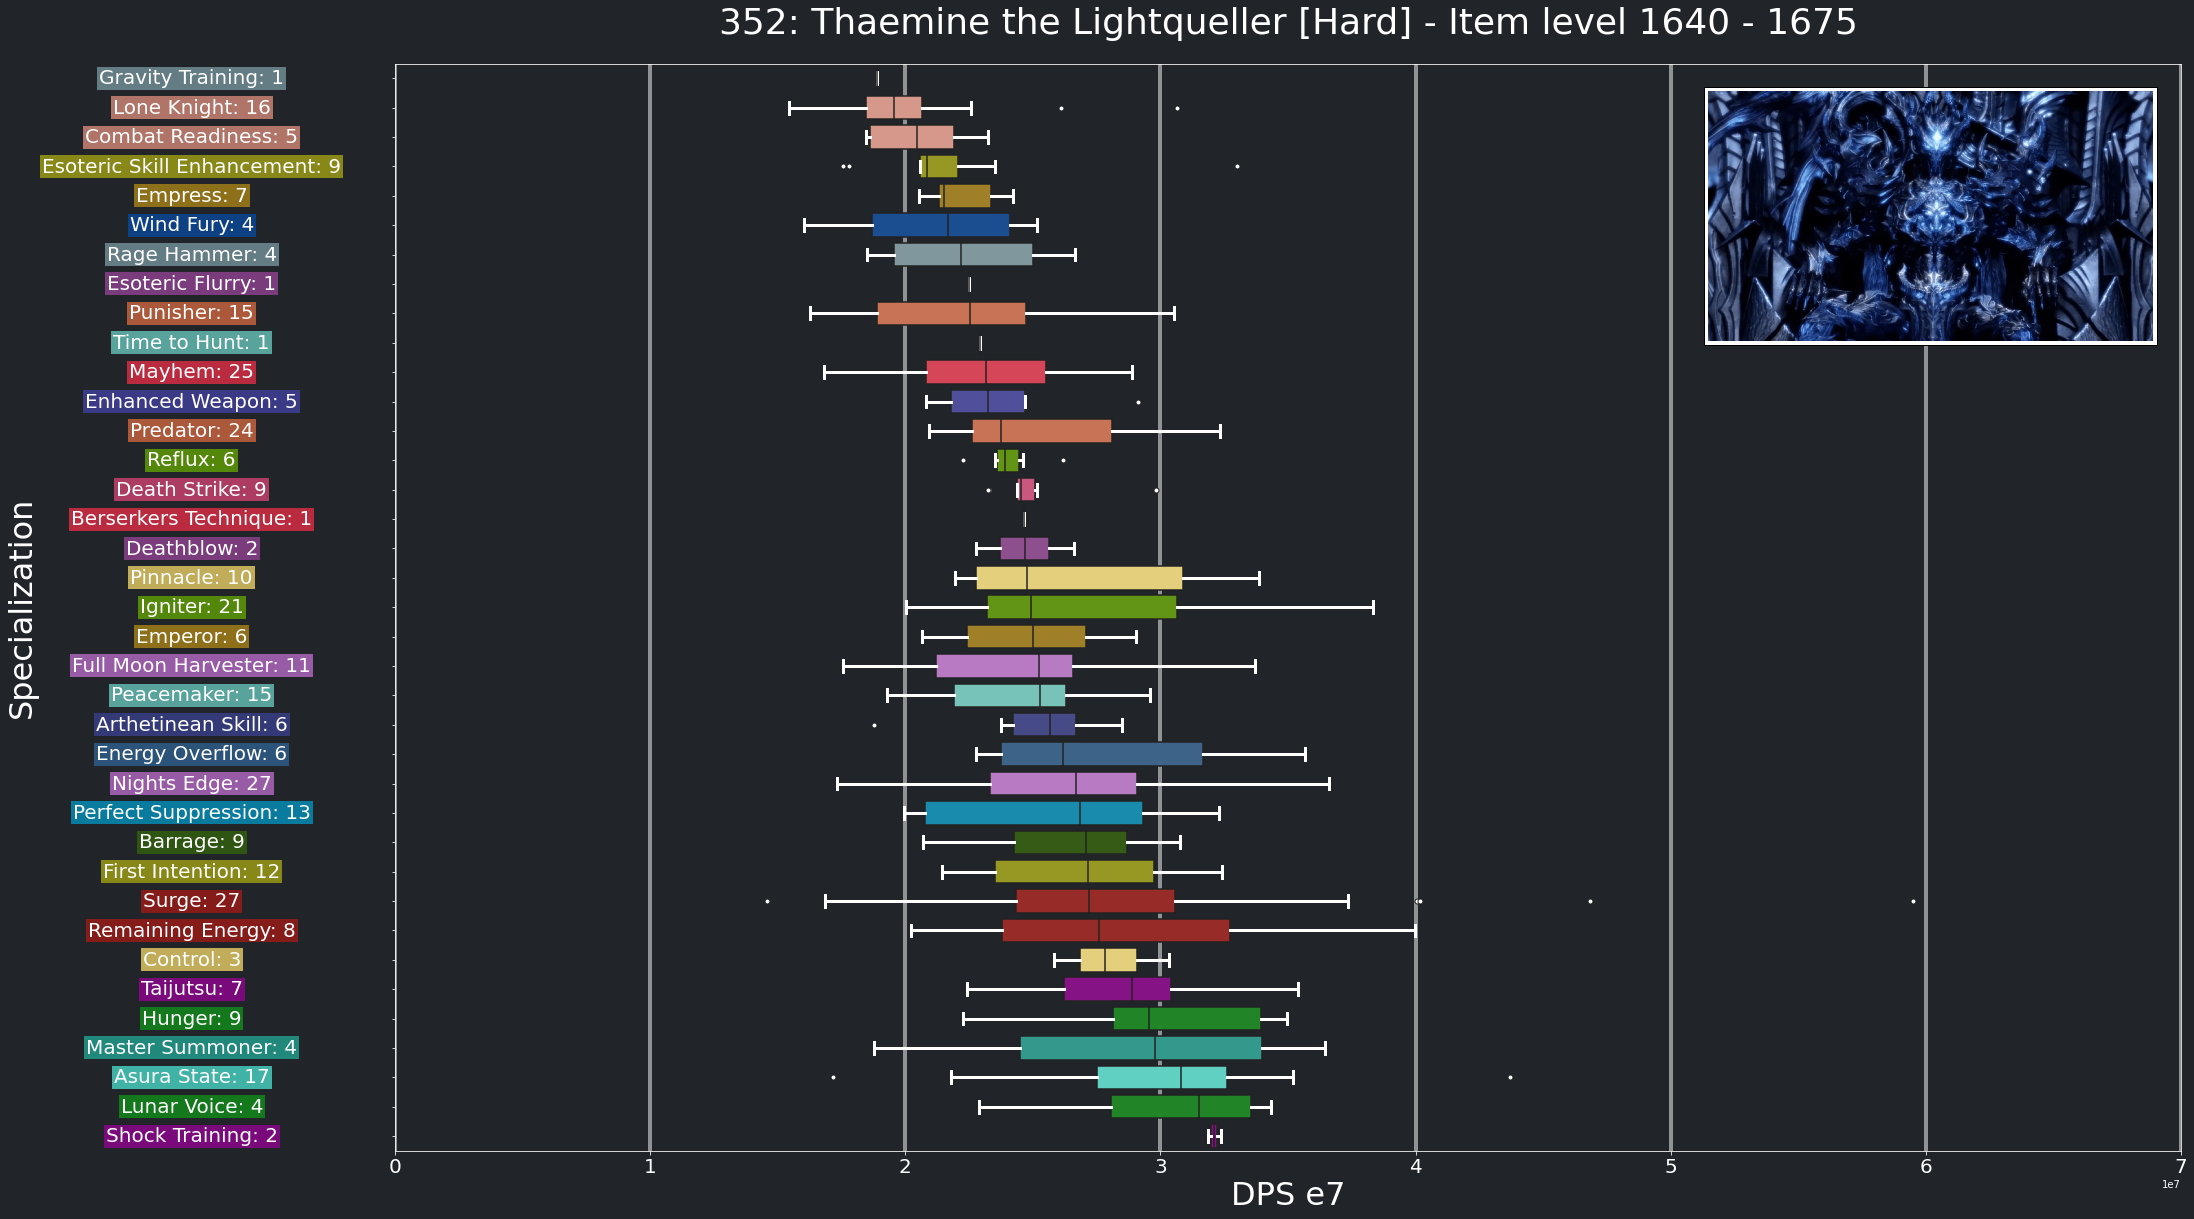 352: Thaemine the Lightqueller [Hard] - Item level 1640 - 1675
Gravity Training: 1
Lone Knight: 16
Combat Readiness: 5
Esoteric Skill Enhancement: 9
Empress: 7
Wind Fury: 4
Rage Hammer: 4
Esoteric Flurry: 1
Punisher: 15
Time to Hunt: 1
Mayhem: 25
Enhanced Weapon: 5
Predator: 24
Reflux: 6
Death Strike: 9
Berserkers Technique: 1
Deathblow: 2
Pinnacle: 10
Igniter: 21
Emperor: 6
Full Moon Harvester: 11
Peacemaker: 15
Arthetinean Skill: 6
Energy Overflow: 6
Nights Edge: 27
Perfect Suppression: 13
Barrage: 9
First Intention: 12
Surge: 27
Remaining Energy: 8
Control: 3
Taijutsu: 7
Hunger: 9
Master Summoner: 4
Asura State: 17
Lunar Voice: 4
Shock Training: 2
Specialization
0 1 2 3 4 5 6 7
1e7
DPS e7